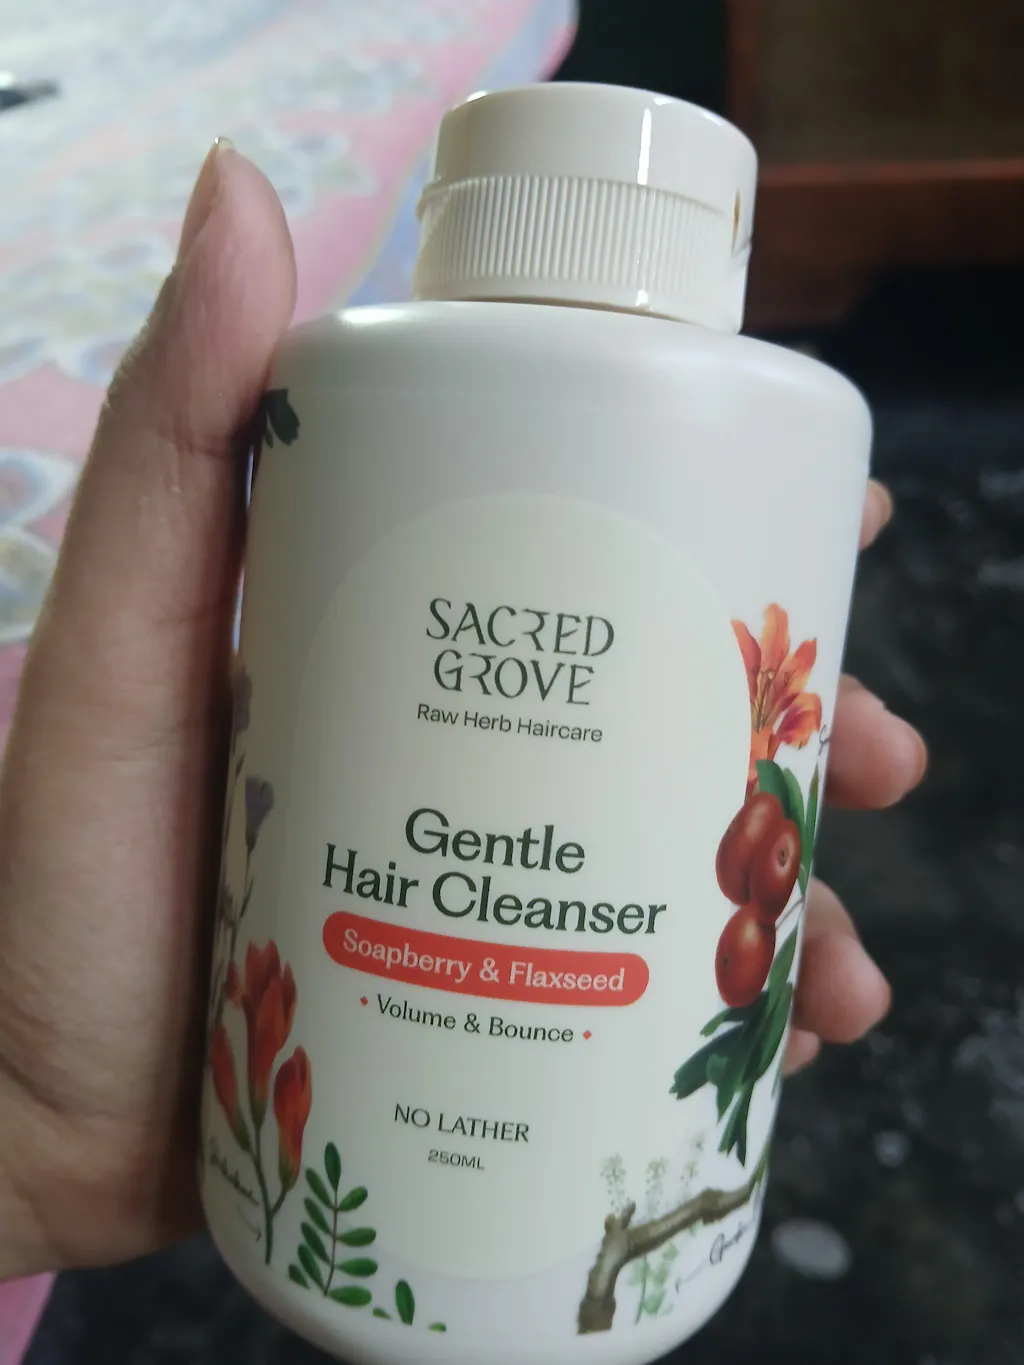 SACRED
GROVE
Raw Herb Haircare
Gentle
Hair Cleanser
Soapberry & Flaxseed
• Volume & Bounce •
NO LATHER
250ML